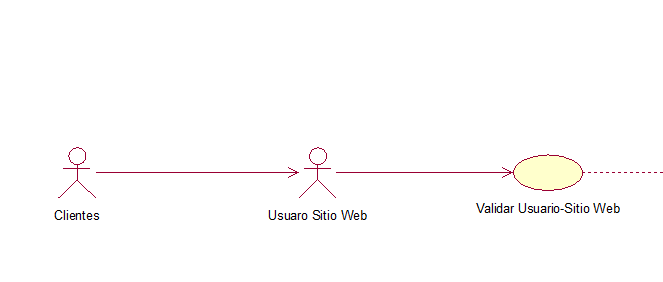 Clientes
Usuaro Sitio Web
Validar Usuario-Sitio Web